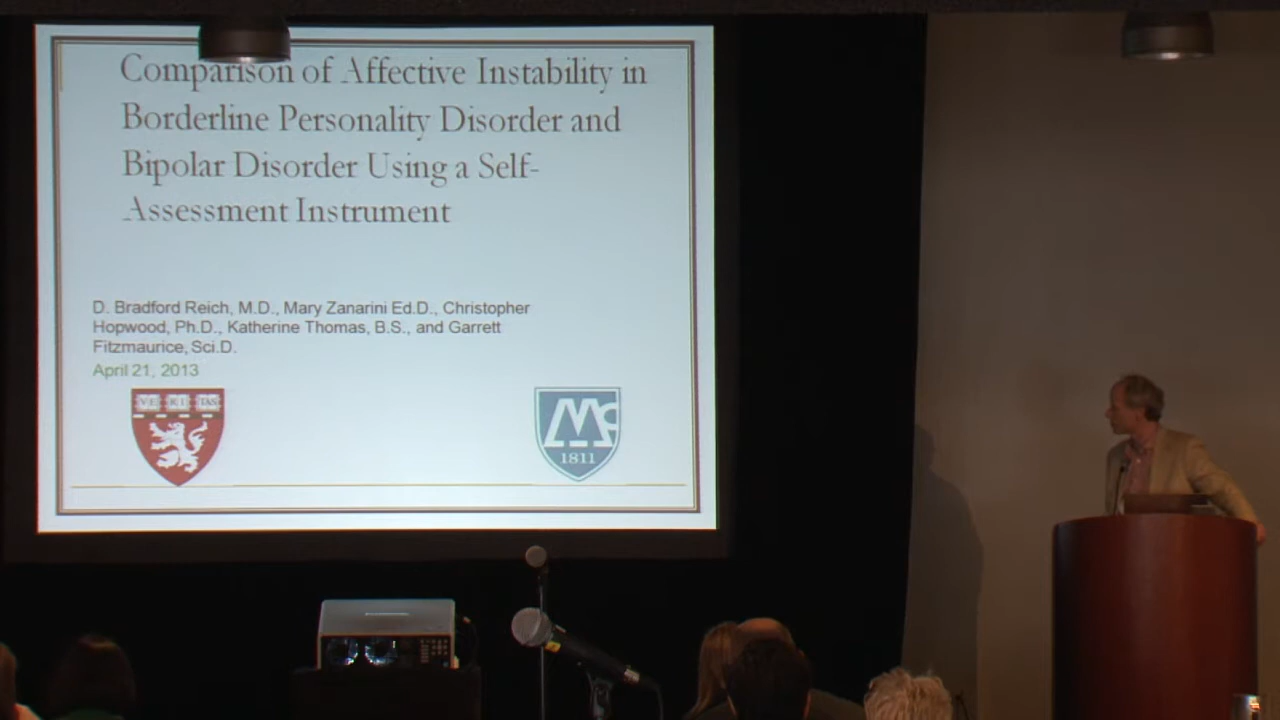 Comparison of Affective Instability in
Borderline Personality Disorder and
Bipolar Disorder Using a Self-
Assessment Instrument
D. Bradford Reich, M.D., Mary Zanarini Ed.D., Christopher
Hopwood, Ph.D., Katherine Thomas, B.S., and Garrett
Fitzmaurice, Sci.D.
April 21, 2013
VE RI TAS
1811